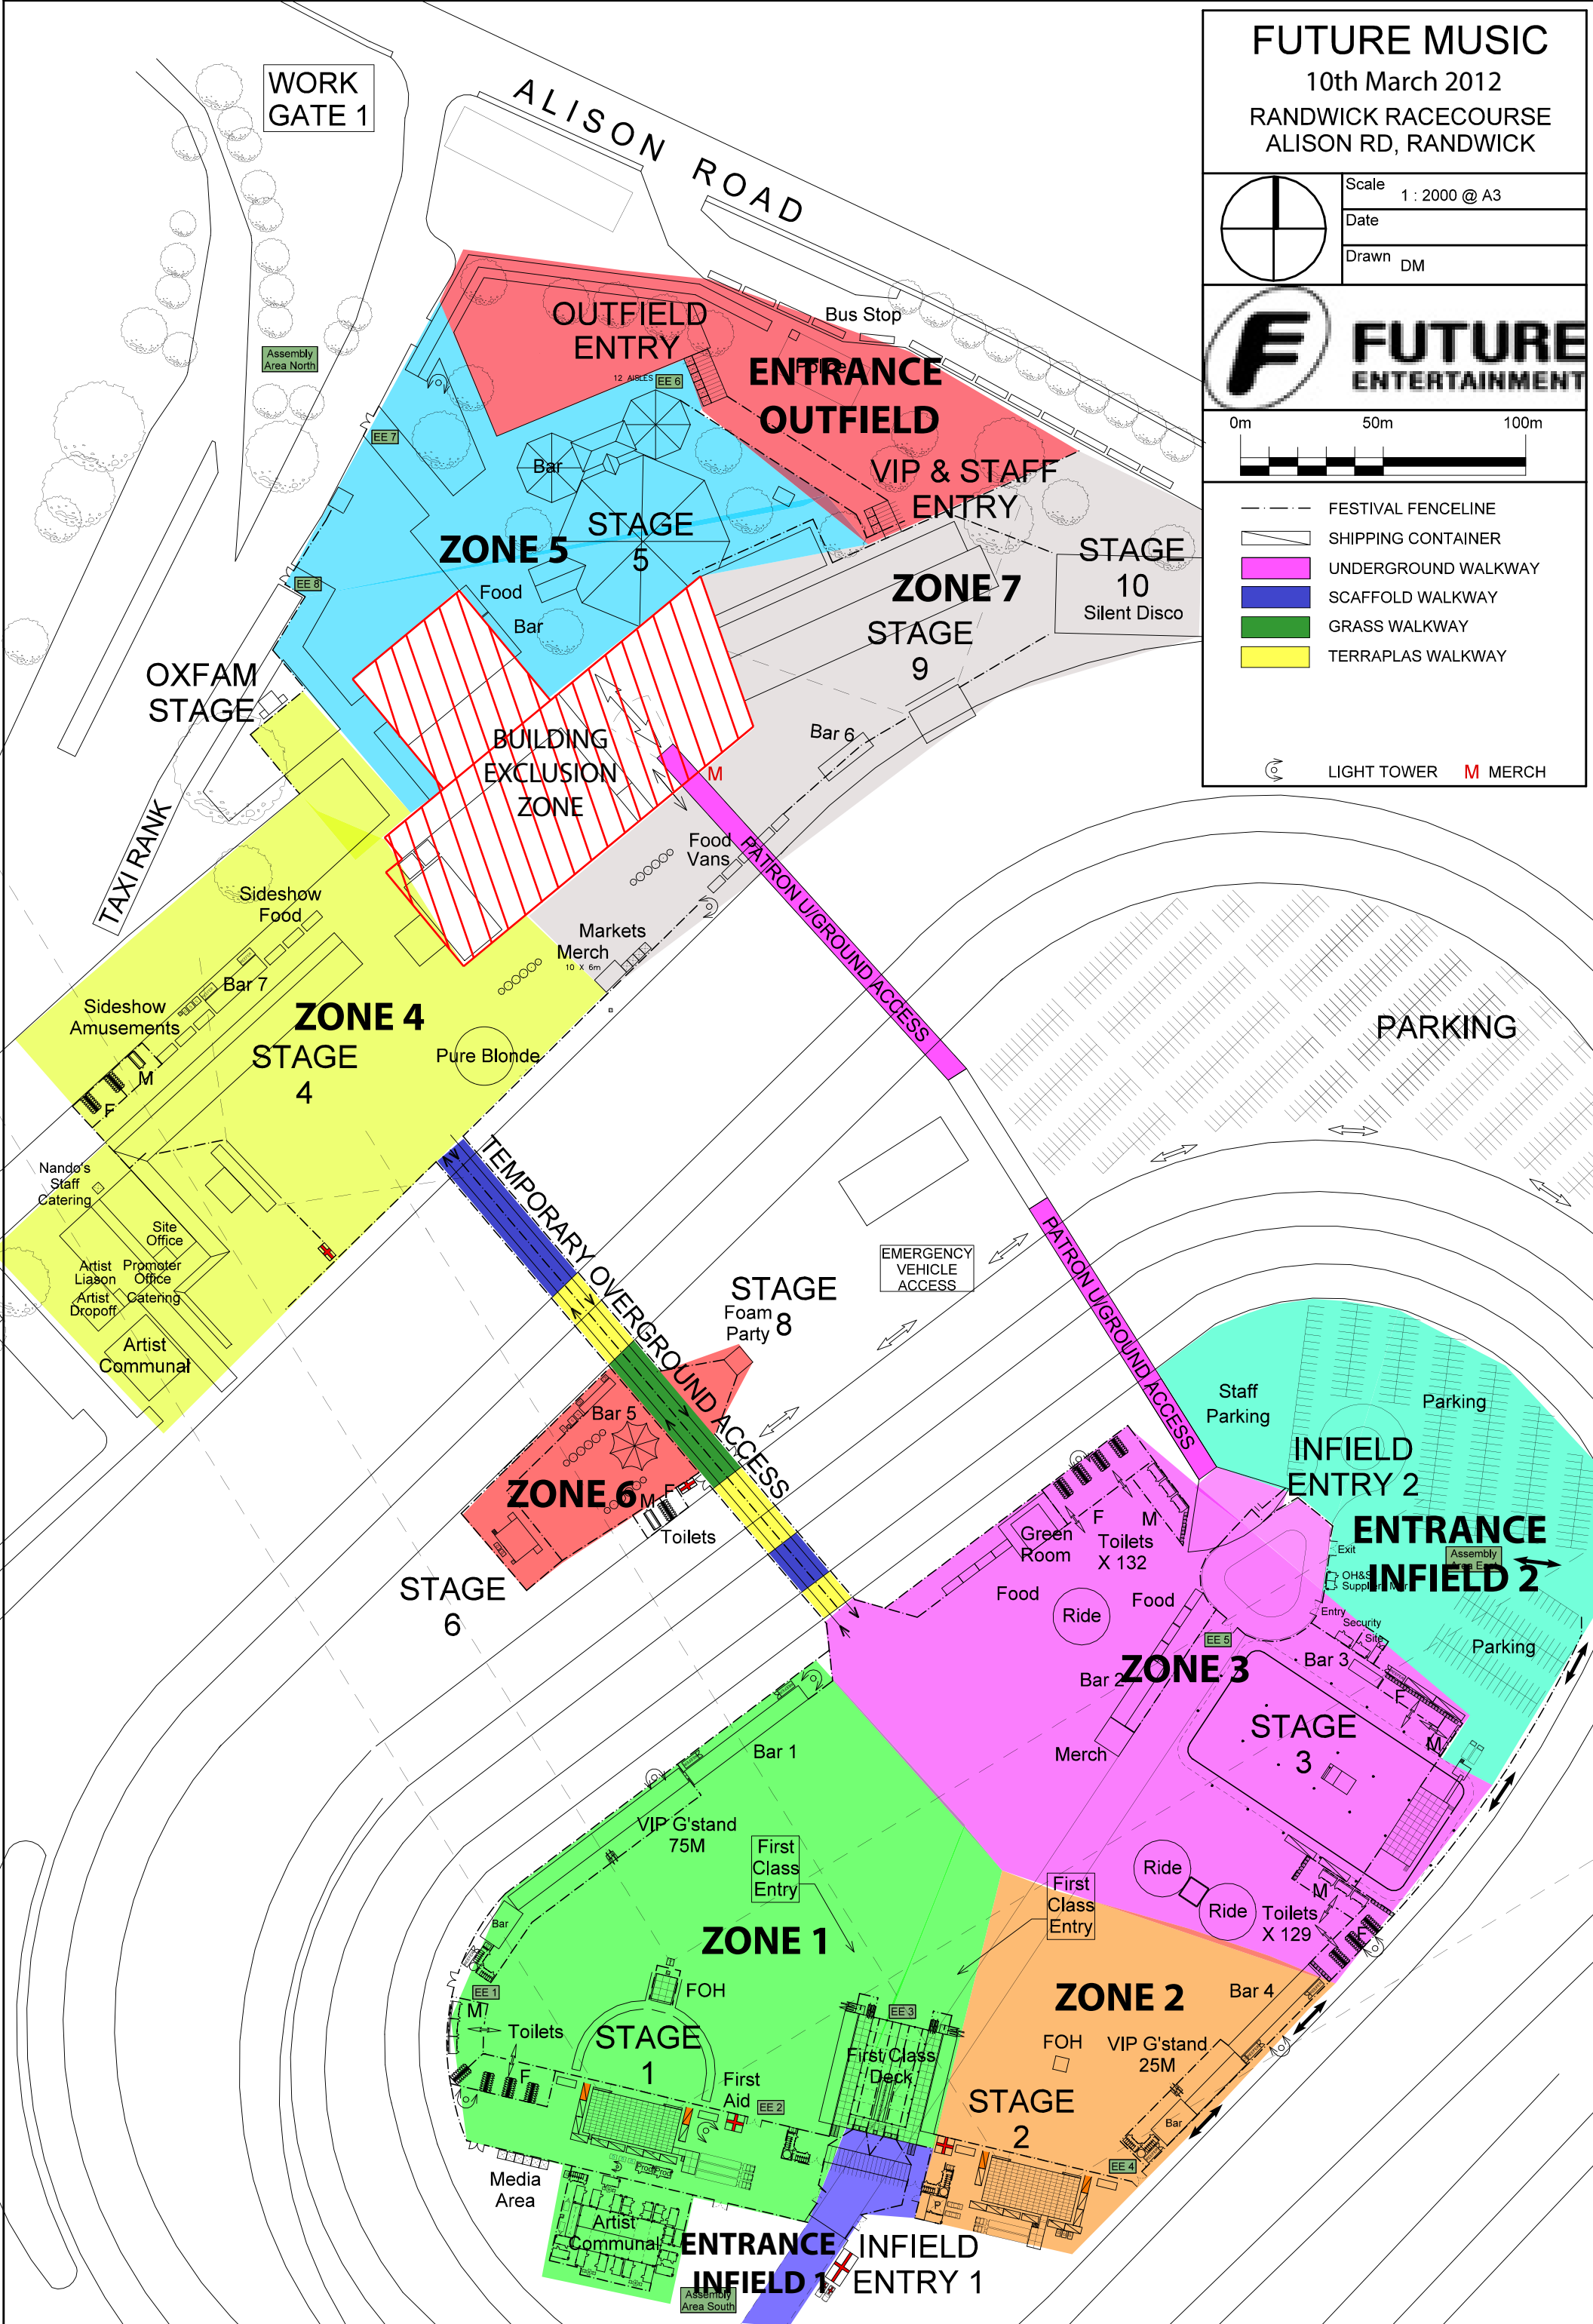 FUTURE MUSIC
10th March 2012
RANDWICK RACECOURSE
ALISON RD, RANDWICK
Scale 1 : 2000 @ A3
Date
Drawn DM
F FUTURE
ENTERTAINMENT
0m 50m 100m
FESTIVAL FENCELINE
SHIPPING CONTAINER
UNDERGROUND WALKWAY
SCAFFOLD WALKWAY
GRASS WALKWAY
TERRAPLAS WALKWAY
LIGHT TOWER M MERCH
WORK
GATE 1
ALISON ROAD
Bus Stop
OUTFIELD
ENTRY
12 AISLES
EE 6
Police
ENTRANCE
OUTFIELD
VIP & STAFF
ENTRY
Assembly
Area North
EE 7
Bar
STAGE
5
ZONE 5
EE 8
Food
Bar
ZONE 7
STAGE
9
STAGE
10
Silent Disco
OXFAM
STAGE
BUILDING
EXCLUSION
ZONE
M
Bar 6
TAXI RANK
Food
Vans
PATRON U/GROUND ACCESS
Sideshow
Food
Markets
Merch
10 X 6m
Bar 7
Sideshow
Amusements
ZONE 4
STAGE
4
Pure Blonde
M
F
PARKING
Nando's
Staff
Catering
Site
Office
Artist
Liason
Promoter
Office
Artist
Dropoff
Catering
Artist
Communal
TEMPORARY OVERGROUND ACCESS
EMERGENCY
VEHICLE
ACCESS
PATRON U/GROUND ACCESS
STAGE
8
Foam
Party
Bar 5
ZONE 6
M
F
Toilets
STAGE
6
Staff
Parking
Parking
INFIELD
ENTRY 2
ENTRANCE
INFIELD 2
Assembly
Area East
Exit
OH&S
Entry
Security
Site
Parking
Green
Room
F
M
Toilets
X 132
Food
Ride
Food
EE 5
Bar 2
ZONE 3
Bar 3
F
M
STAGE
3
Merch
Bar 1
VIP G'stand
75M
First
Class
Entry
First
Class
Entry
Ride
Ride
M
Toilets
X 129
F
Bar
ZONE 1
ZONE 2
Bar 4
EE 1
M
FOH
Toilets
F
STAGE
1
EE 3
First Class
Deck
FOH
VIP G'stand
25M
First
Aid
EE 2
STAGE
2
Bar
EE 4
Prod
Prod
P
Media
Area
Artist
Communal
ENTRANCE
INFIELD 1
INFIELD
ENTRY 1
Assembly
Area South